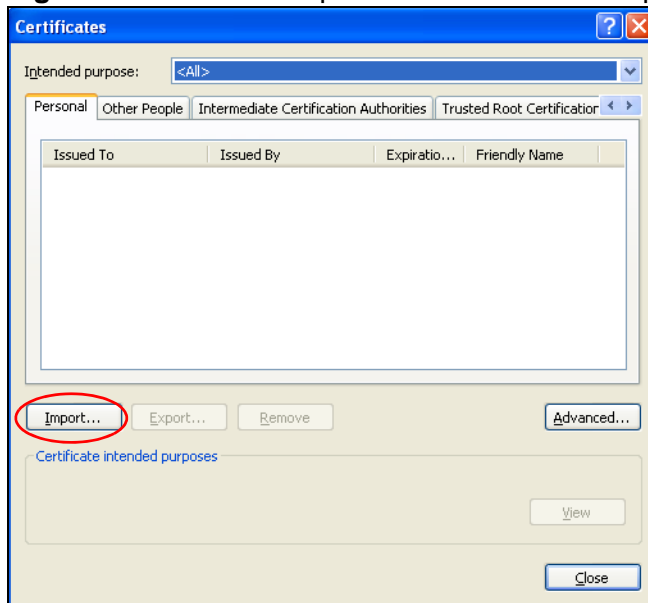 Certificates
Intended purpose: <All>
Personal Other People Intermediate Certification Authorities Trusted Root Certification
Issued To Issued By Expiratio... Friendly Name
Import... Export... Remove Advanced...
Certificate intended purposes
View
Close